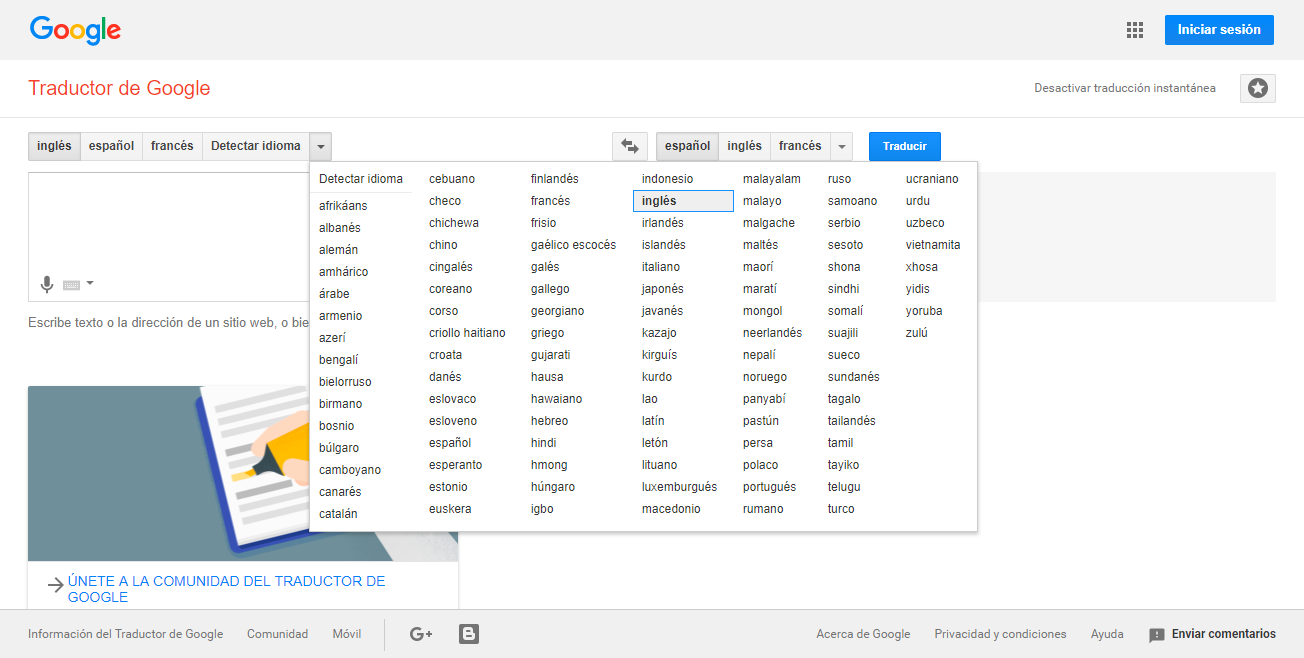 Google
Iniciar sesión
Traductor de Google
Desactivar traducción instantánea
inglés español francés Detectar idioma
español inglés francés
Traducir
Detectar idioma
afrikáans
albanés
alemán
amhárico
árabe
armenio
azerí
bengalí
bielorruso
birmano
bosnio
búlgaro
camboyano
canarés
catalán
cebuano
checo
chichewa
chino
cingalés
coreano
corso
criollo haitiano
croata
danés
eslovaco
esloveno
español
esperanto
estonio
euskera
finlandés
francés
frisio
gaélico escocés
galés
gallego
georgiano
griego
gujarati
hausa
hawaiano
hebreo
hindi
hmong
húngaro
igbo
indonesio
inglés
irlandés
islandés
italiano
japonés
javanés
kazajo
kirguís
kurdo
lao
latín
letón
lituano
luxemburgués
macedonio
malayalam
malayo
malgache
maltés
maorí
maratí
mongol
neerlandés
nepalí
noruego
panyabí
pastún
persa
polaco
portugués
rumano
ruso
samoano
serbio
sesoto
shona
sindhi
somalí
suajili
sueco
sundanés
tagalo
tailandés
tamil
tayiko
telugu
turco
ucraniano
urdu
uzbeco
vietnamita
xhosa
yidis
yoruba
zulú
Escribe texto o la dirección de un sitio web, o bie
ÚNETE A LA COMUNIDAD DEL TRADUCTOR DE
GOOGLE
Información del Traductor de Google Comunidad Móvil G+ B Acerca de Google Privacidad y condiciones Ayuda Enviar comentarios